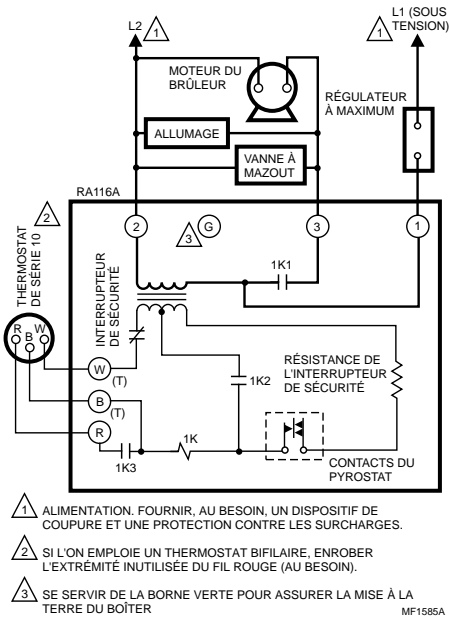 L2
1
1
L1 (SOUS
TENSION)
MOTEUR DU
BRÛLEUR
RÉGULATEUR
À MAXIMUM
ALLUMAGE
VANNE À
MAZOUT
RA116A
2
THERMOSTAT
DE SÉRIE 10
2
3
G
3
1
1K1
INTERRUPTEUR
DE SÉCURITÉ
R
B
W
W
(T)
B
(T)
R
1K2
RÉSISTANCE DE
L'INTERRUPTEUR
DE SÉCURITÉ
1K
1K3
CONTACTS DU
PYROSTAT
1 ALIMENTATION. FOURNIR, AU BESOIN, UN DISPOSITIF DE
COUPURE ET UNE PROTECTION CONTRE LES SURCHARGES.
2 SI L'ON EMPLOIE UN THERMOSTAT BIFILAIRE, ENROBER
L'EXTRÉMITÉ INUTILISÉE DU FIL ROUGE (AU BESOIN).
3 SE SERVIR DE LA BORNE VERTE POUR ASSURER LA MISE À LA
TERRE DU BOÎTER
MF1585A